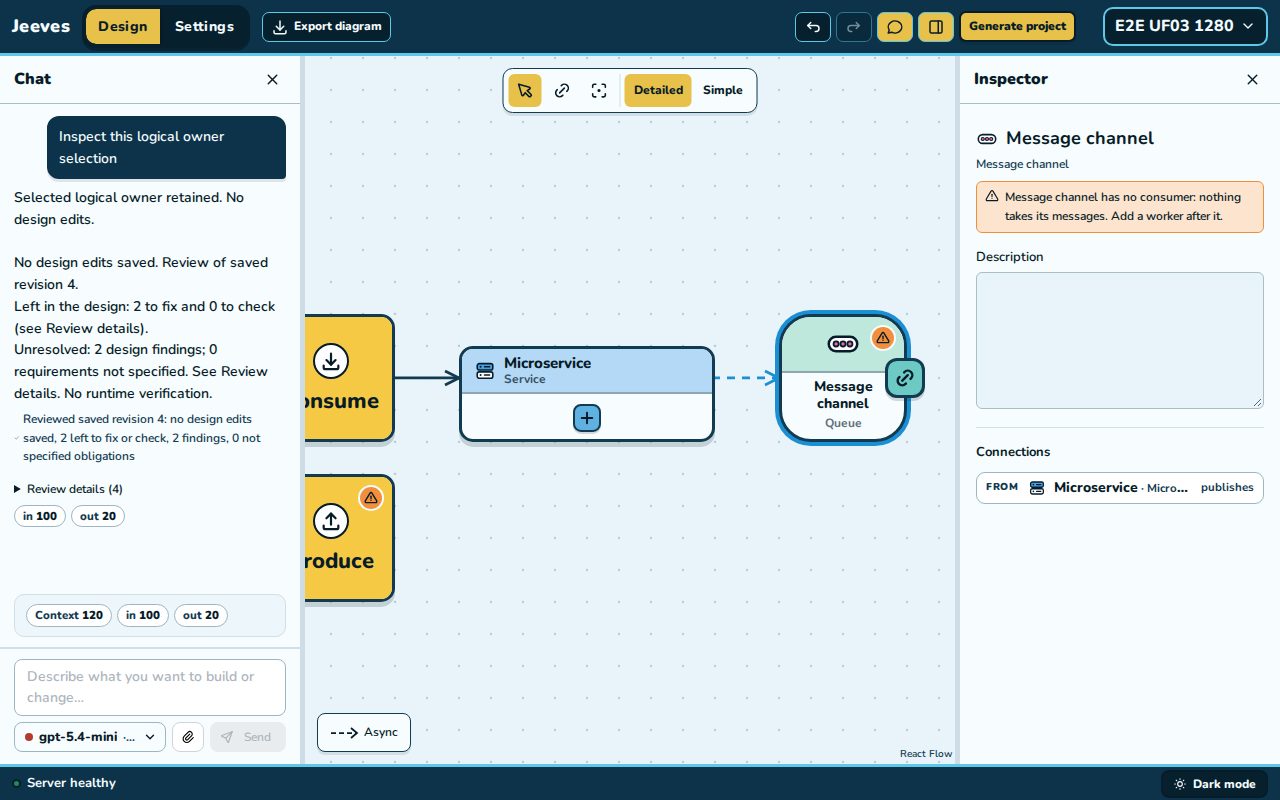 Jeeves
Design
Settings
Export diagram
Generate project
E2E UF03 1280
Chat
Inspect this logical owner
selection
Selected logical owner retained. No
design edits.
No design edits saved. Review of saved
revision 4.
Left in the design: 2 to fix and 0 to check
(see Review details).
Unresolved: 2 design findings; 0
requirements not specified. See Review
details. No runtime verification.
Reviewed saved revision 4: no design edits
saved, 2 left to fix or check, 2 findings, 0 not
specified obligations
Review details (4)
in 100
out 20
Context 120
in 100
out 20
Describe what you want to build or
change...
gpt-5.4-mini ·...
Send
Detailed
Simple
onsume
Microservice
Service
Message
channel
Queue
roduce
Async
React Flow
Inspector
Message channel
Message channel
Message channel has no consumer: nothing
takes its messages. Add a worker after it.
Description
Connections
FROM
Microservice · Micro...
publishes
Server healthy
Dark mode